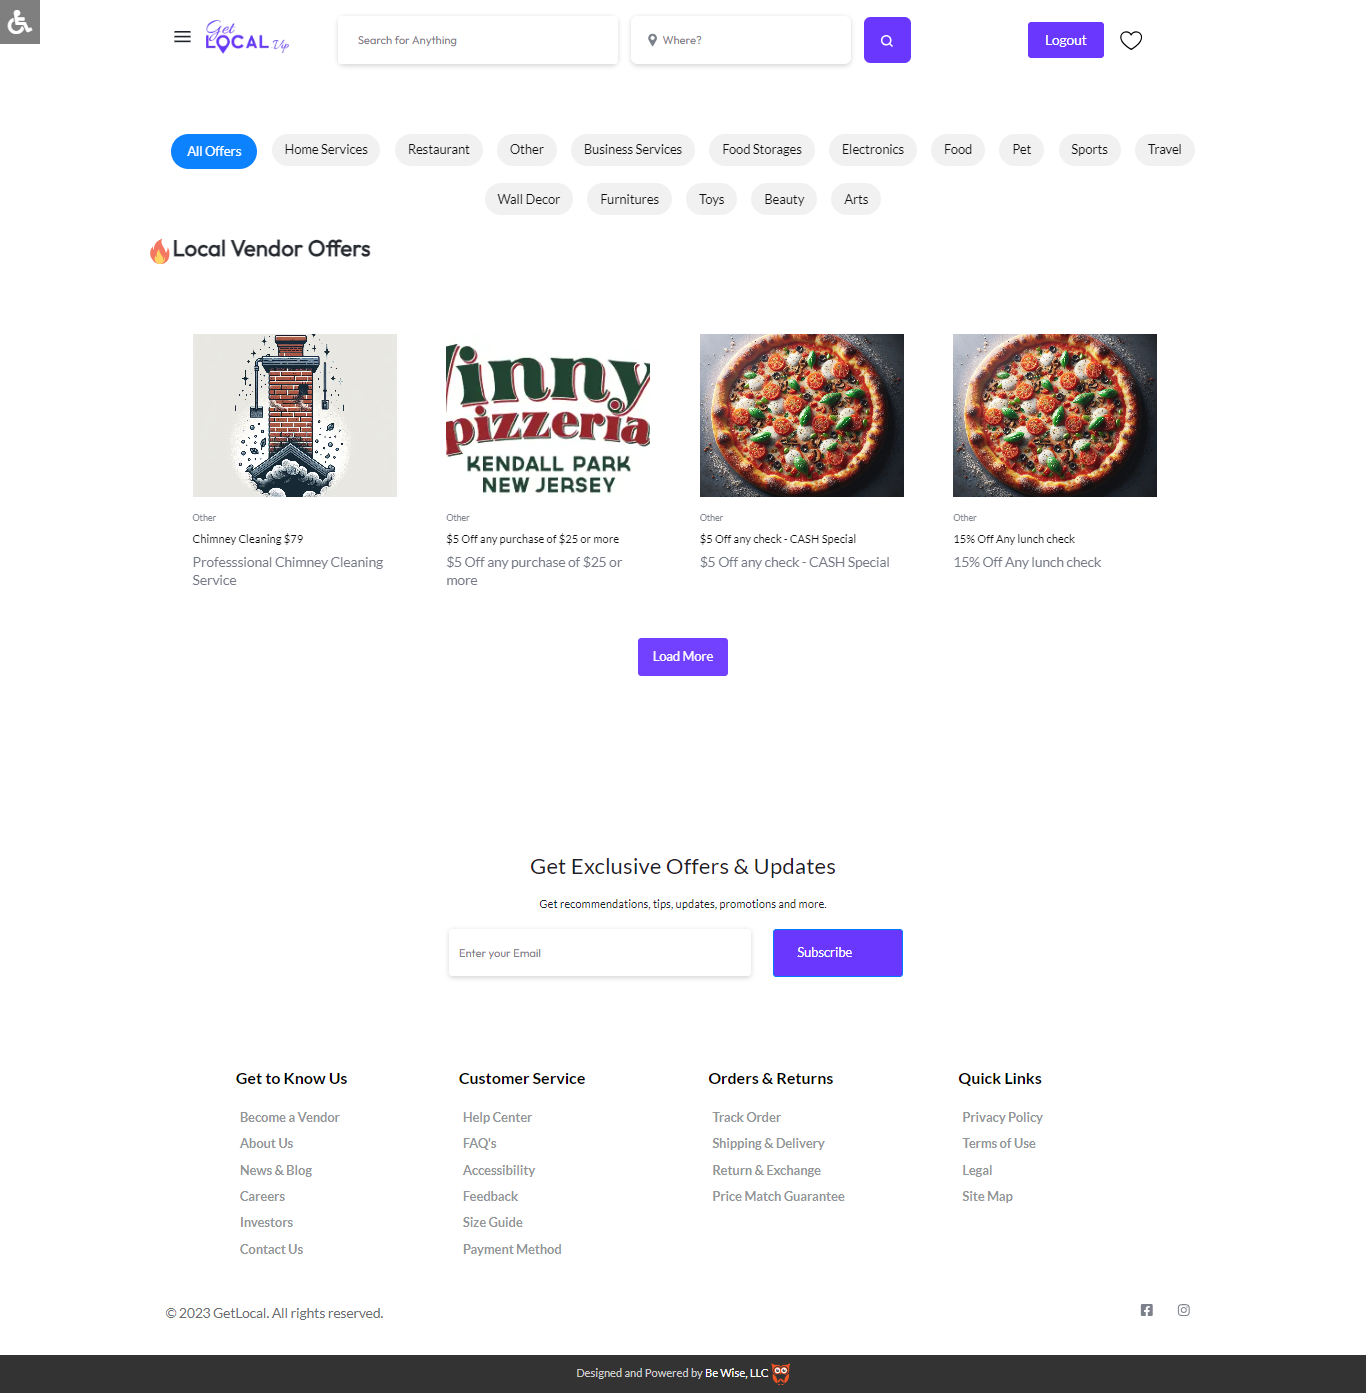 Get
LOCAL Up
Search for Anything
Where?
Logout
All Offers
Home Services
Restaurant
Other
Business Services
Food Storages
Electronics
Food
Pet
Sports
Travel
Wall Decor
Furnitures
Toys
Beauty
Arts
Local Vendor Offers
inny
pizzeria
KENDALL PARK
NEW JERSEY
Other
Chimney Cleaning $79
Professsional Chimney Cleaning
Service
Other
$5 Off any purchase of $25 or more
$5 Off any purchase of $25 or
more
Other
$5 Off any check - CASH Special
$5 Off any check - CASH Special
Other
15% Off Any lunch check
15% Off Any lunch check
Load More
Get Exclusive Offers & Updates
Get recommendations, tips, updates, promotions and more.
Enter your Email
Subscribe
Get to Know Us
Become a Vendor
About Us
News & Blog
Careers
Investors
Contact Us
Customer Service
Help Center
FAQ's
Accessibility
Feedback
Size Guide
Payment Method
Orders & Returns
Track Order
Shipping & Delivery
Return & Exchange
Price Match Guarantee
Quick Links
Privacy Policy
Terms of Use
Legal
Site Map
© 2023 GetLocal. All rights reserved.
Designed and Powered by Be Wise, LLC